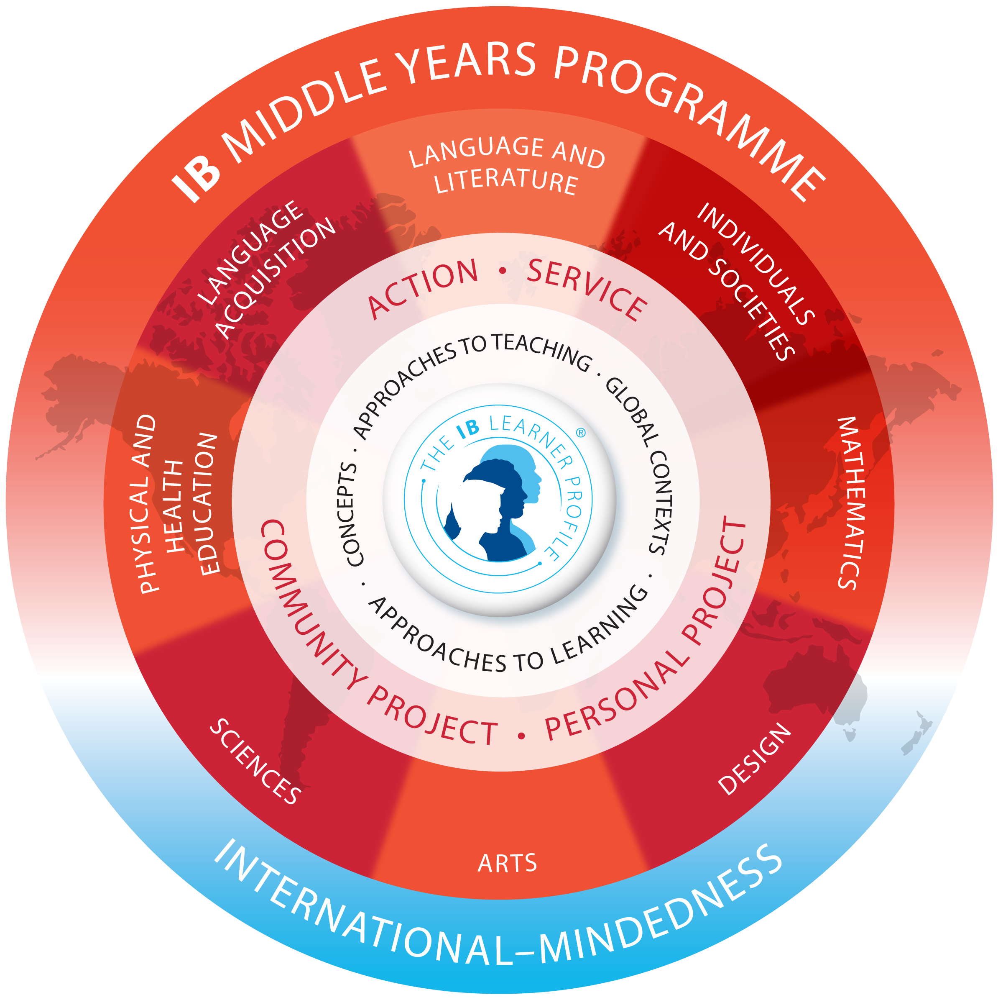 IB MIDDLE YEARS PROGRAMME
LANGUAGE AND
LITERATURE
INDIVIDUALS
AND SOCIETIES
MATHEMATICS
DESIGN
ARTS
SCIENCES
PHYSICAL AND
HEALTH
EDUCATION
LANGUAGE
ACQUISITION
ACTION • SERVICE
COMMUNITY PROJECT • PERSONAL PROJECT
APPROACHES TO TEACHING · GLOBAL CONTEXTS · APPROACHES TO LEARNING · CONCEPTS ·
THE IB LEARNER PROFILE ®
INTERNATIONAL–MINDEDNESS